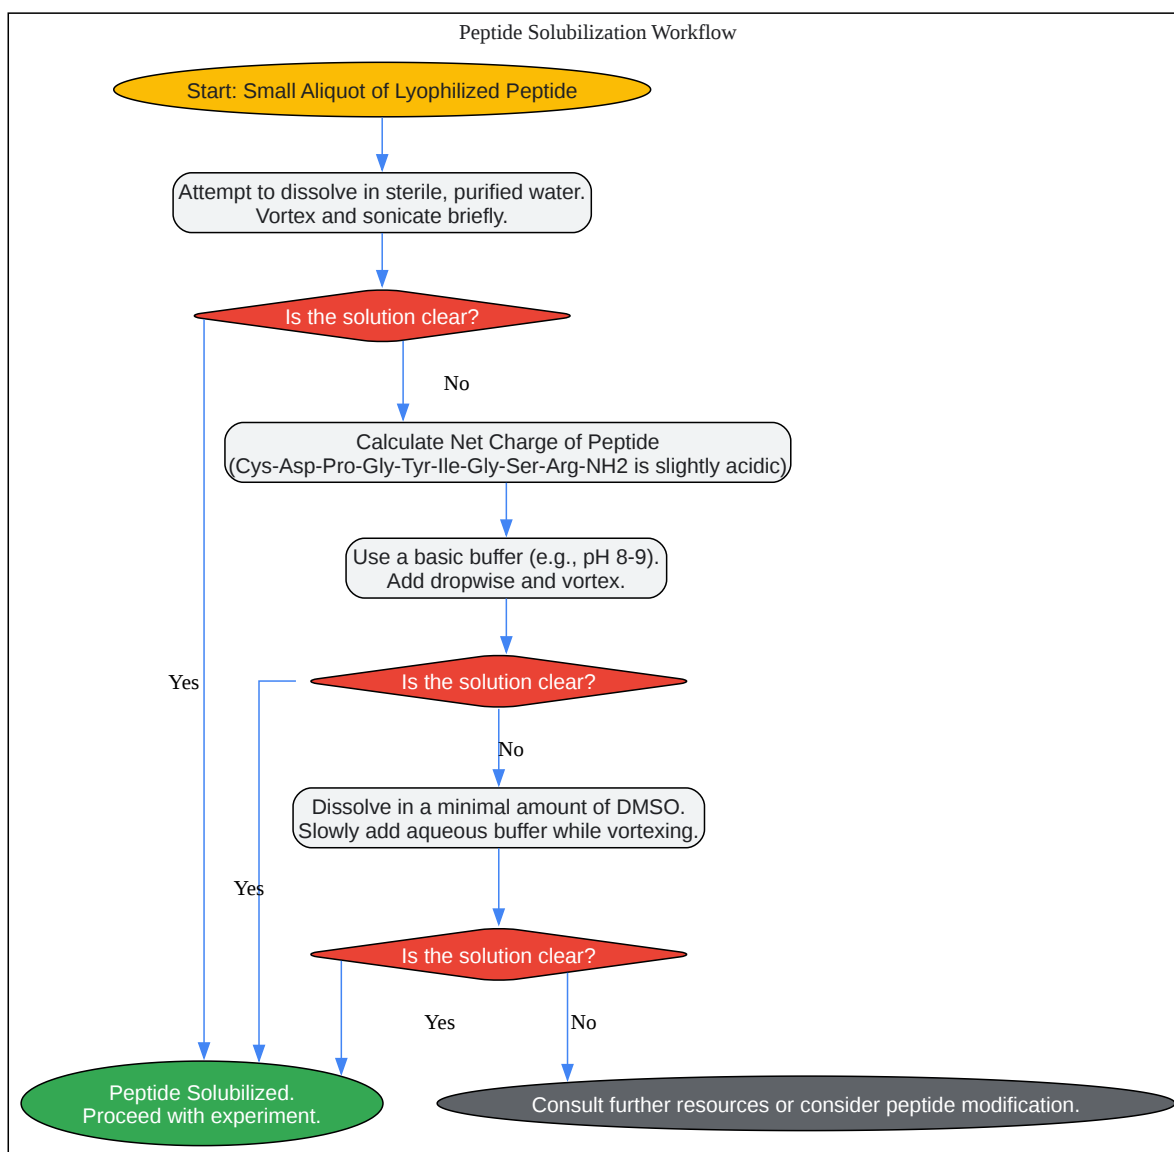 Peptide Solubilization Workflow
Start: Small Aliquot of Lyophilized Peptide
Attempt to dissolve in sterile, purified water.
Vortex and sonicate briefly.
Is the solution clear?
No
Calculate Net Charge of Peptide
(Cys-Asp-Pro-Gly-Tyr-Ile-Gly-Ser-Arg-NH2 is slightly acidic)
Use a basic buffer (e.g., pH 8-9).
Add dropwise and vortex.
Yes
Is the solution clear?
No
Dissolve in a minimal amount of DMSO.
Slowly add aqueous buffer while vortexing.
Yes
Is the solution clear?
Yes
No
Peptide Solubilized.
Proceed with experiment.
Consult further resources or consider peptide modification.